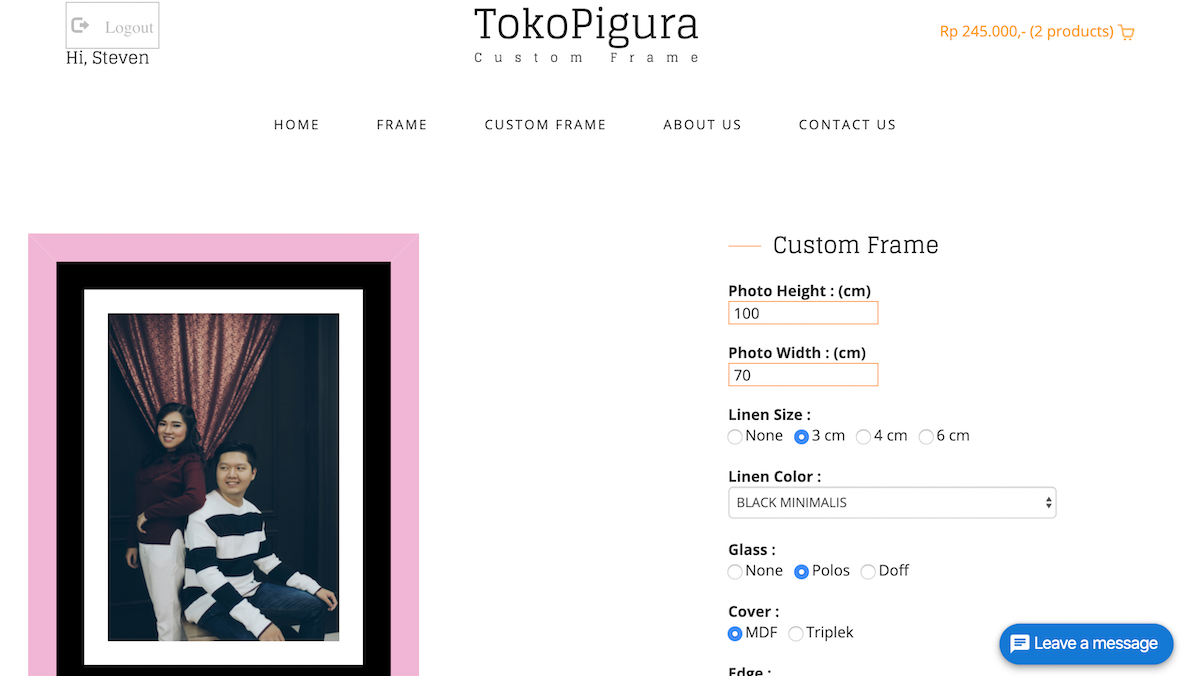 Logout
Hi, Steven
TokoPigura
Custom Frame
Rp 245.000,- (2 products)
HOME FRAME CUSTOM FRAME ABOUT US CONTACT US
Custom Frame
Photo Height : (cm)
100
Photo Width : (cm)
70
Linen Size :
None 3 cm 4 cm 6 cm
Linen Color :
BLACK MINIMALIS
Glass :
None Polos Doff
Cover :
MDF Triplek
Edge :
Leave a message